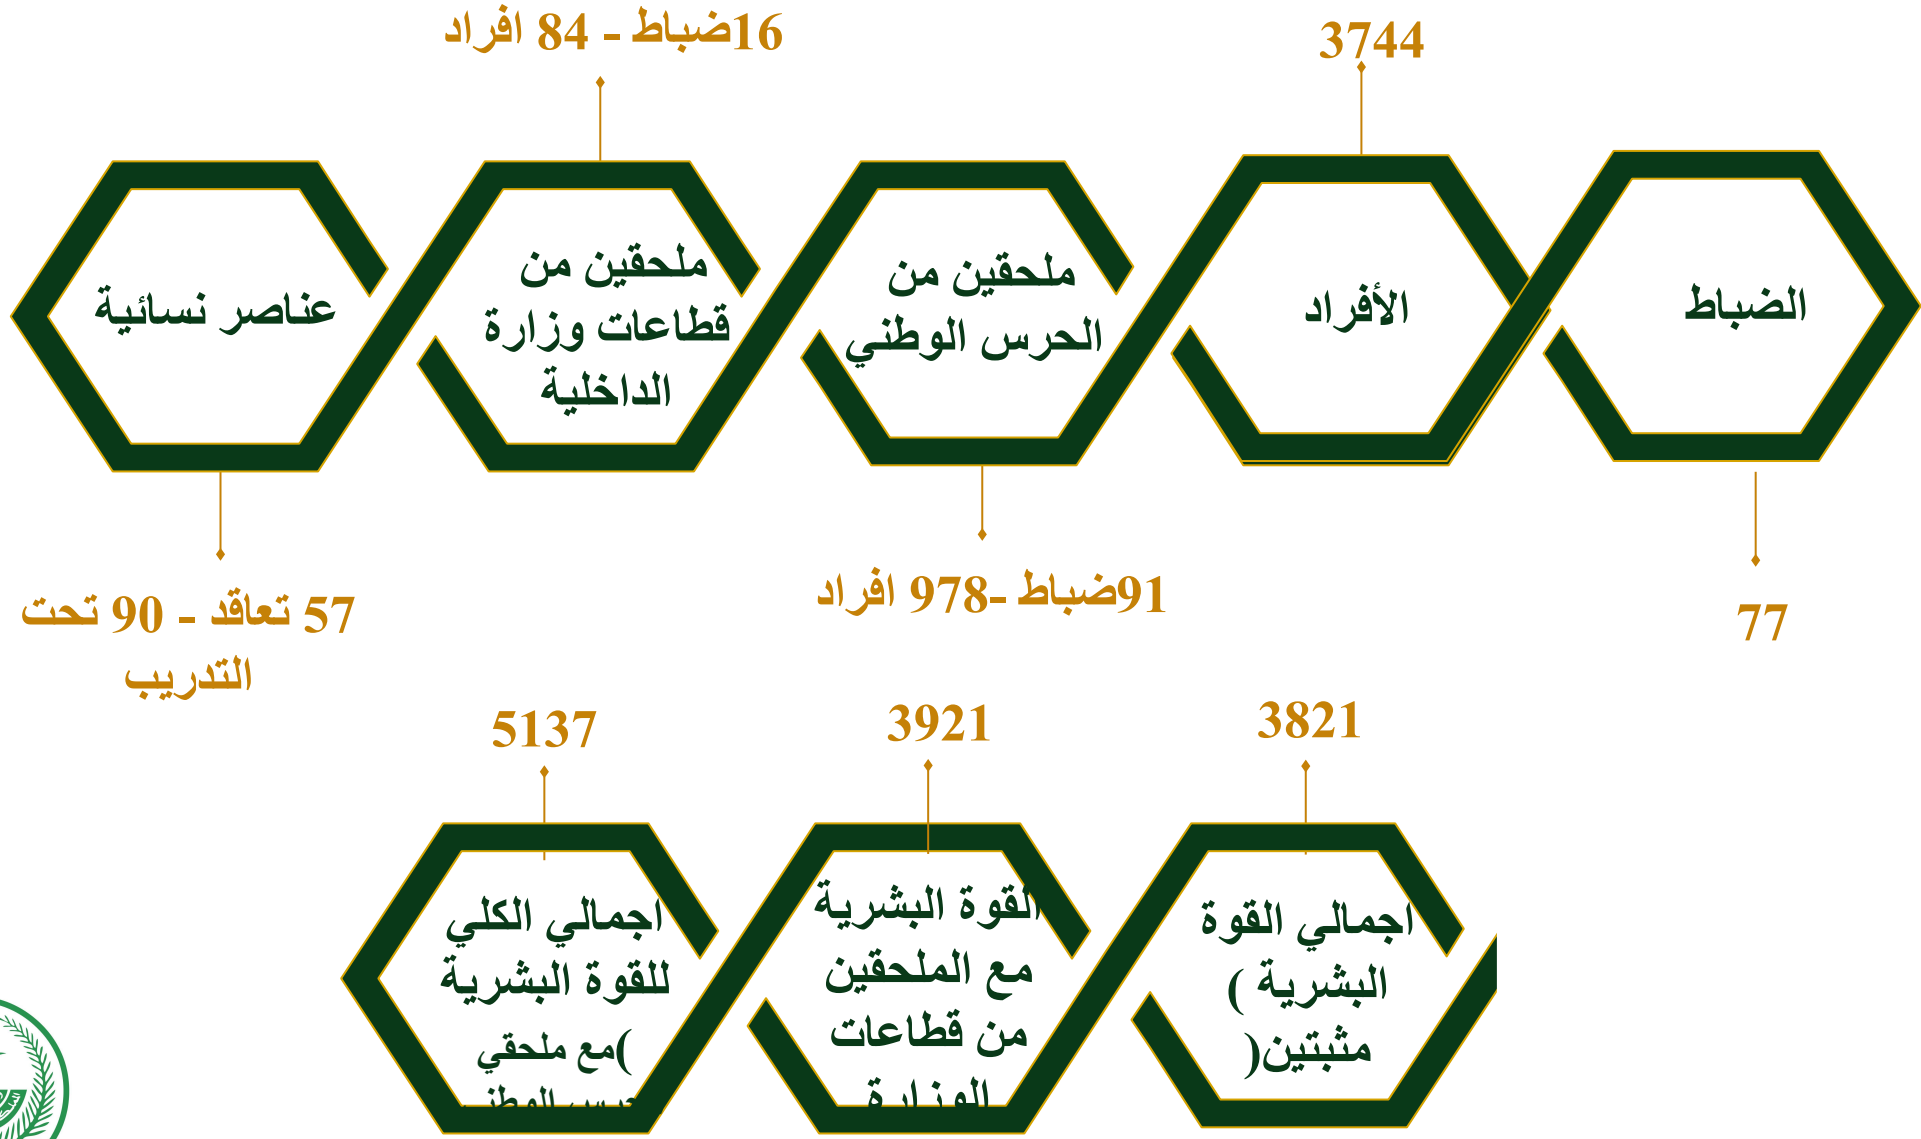 3744
16ضباط - 84 افراد
الضباط
الأفراد
ملحقين من
الحرس الوطني
ملحقين من
قطاعات وزارة
الداخلية
عناصر نسائية
77
91ضباط -978 افراد
57 تعاقد - 90 تحت
التدريب
3821
3921
5137
اجمالي القوة
البشرية )
مثبتين(
القوة البشرية
مع الملحقين
من قطاعات
الوزارة
اجمالي الكلي
للقوة البشرية
)مع ملحقي
الوطني